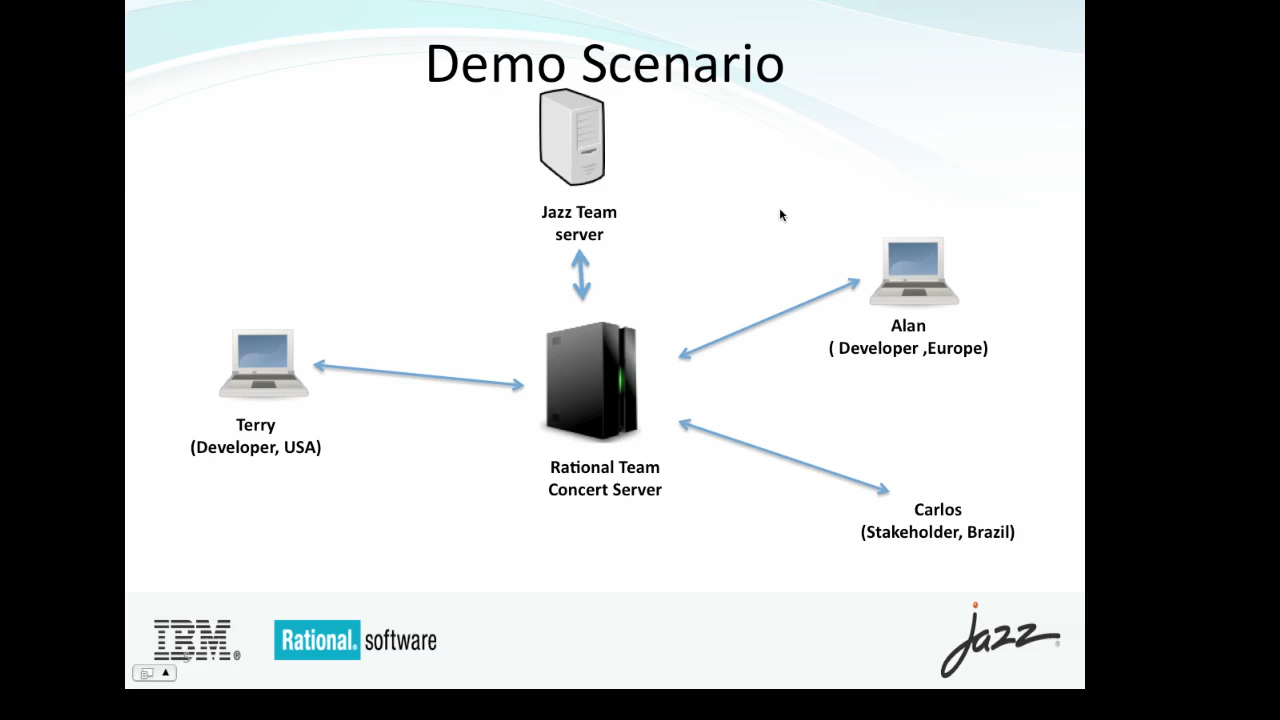 Demo Scenario
Jazz Team
server
Alan
( Developer ,Europe)
Terry
(Developer, USA)
Rational Team
Concert Server
Carlos
(Stakeholder, Brazil)
IBM®
Rational® software
jazz®